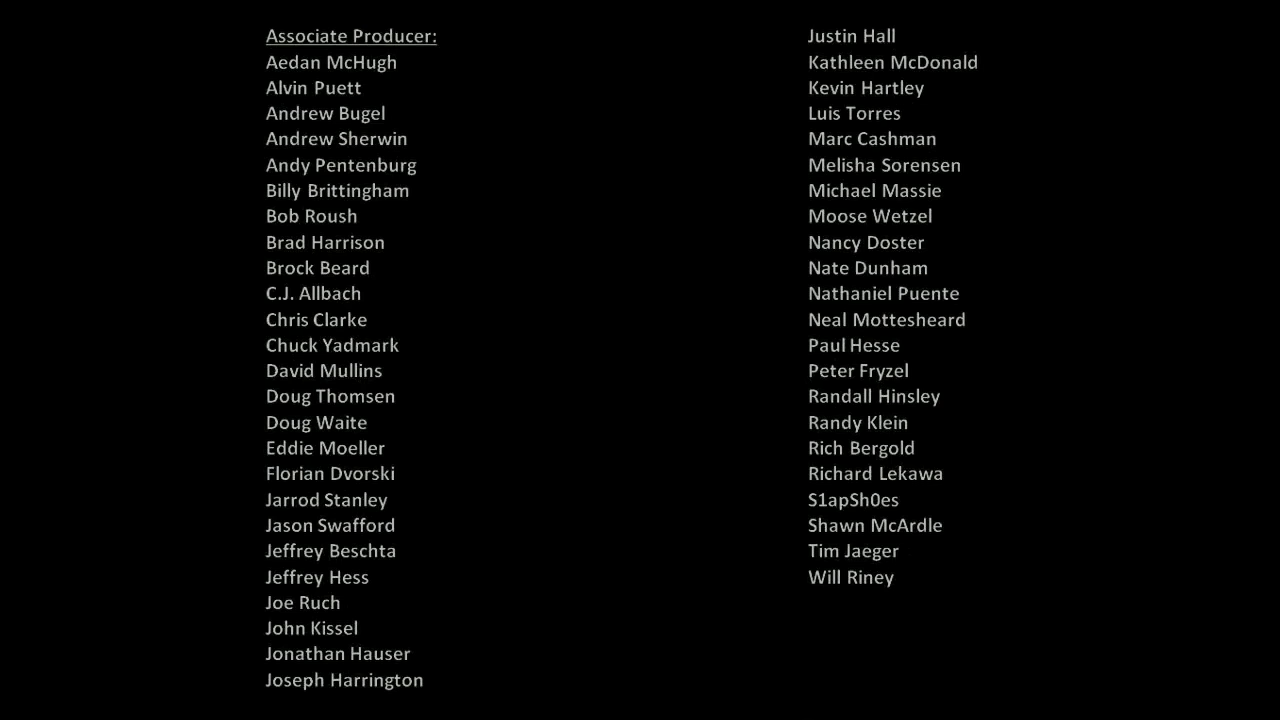 Associate Producer:
Aedan McHugh
Alvin Puett
Andrew Bugel
Andrew Sherwin
Andy Pentenburg
Billy Brittingham
Bob Roush
Brad Harrison
Brock Beard
C.J. Allbach
Chris Clarke
Chuck Yadmark
David Mullins
Doug Thomsen
Doug Waite
Eddie Moeller
Florian Dvorski
Jarrod Stanley
Jason Swafford
Jeffrey Beschta
Jeffrey Hess
Joe Ruch
John Kissel
Jonathan Hauser
Joseph Harrington
Justin Hall
Kathleen McDonald
Kevin Hartley
Luis Torres
Marc Cashman
Melisha Sorensen
Michael Massie
Moose Wetzel
Nancy Doster
Nate Dunham
Nathaniel Puente
Neal Mottesheard
Paul Hesse
Peter Fryzel
Randall Hinsley
Randy Klein
Rich Bergold
Richard Lekawa
S1apSh0es
Shawn McArdle
Tim Jaeger
Will Riney